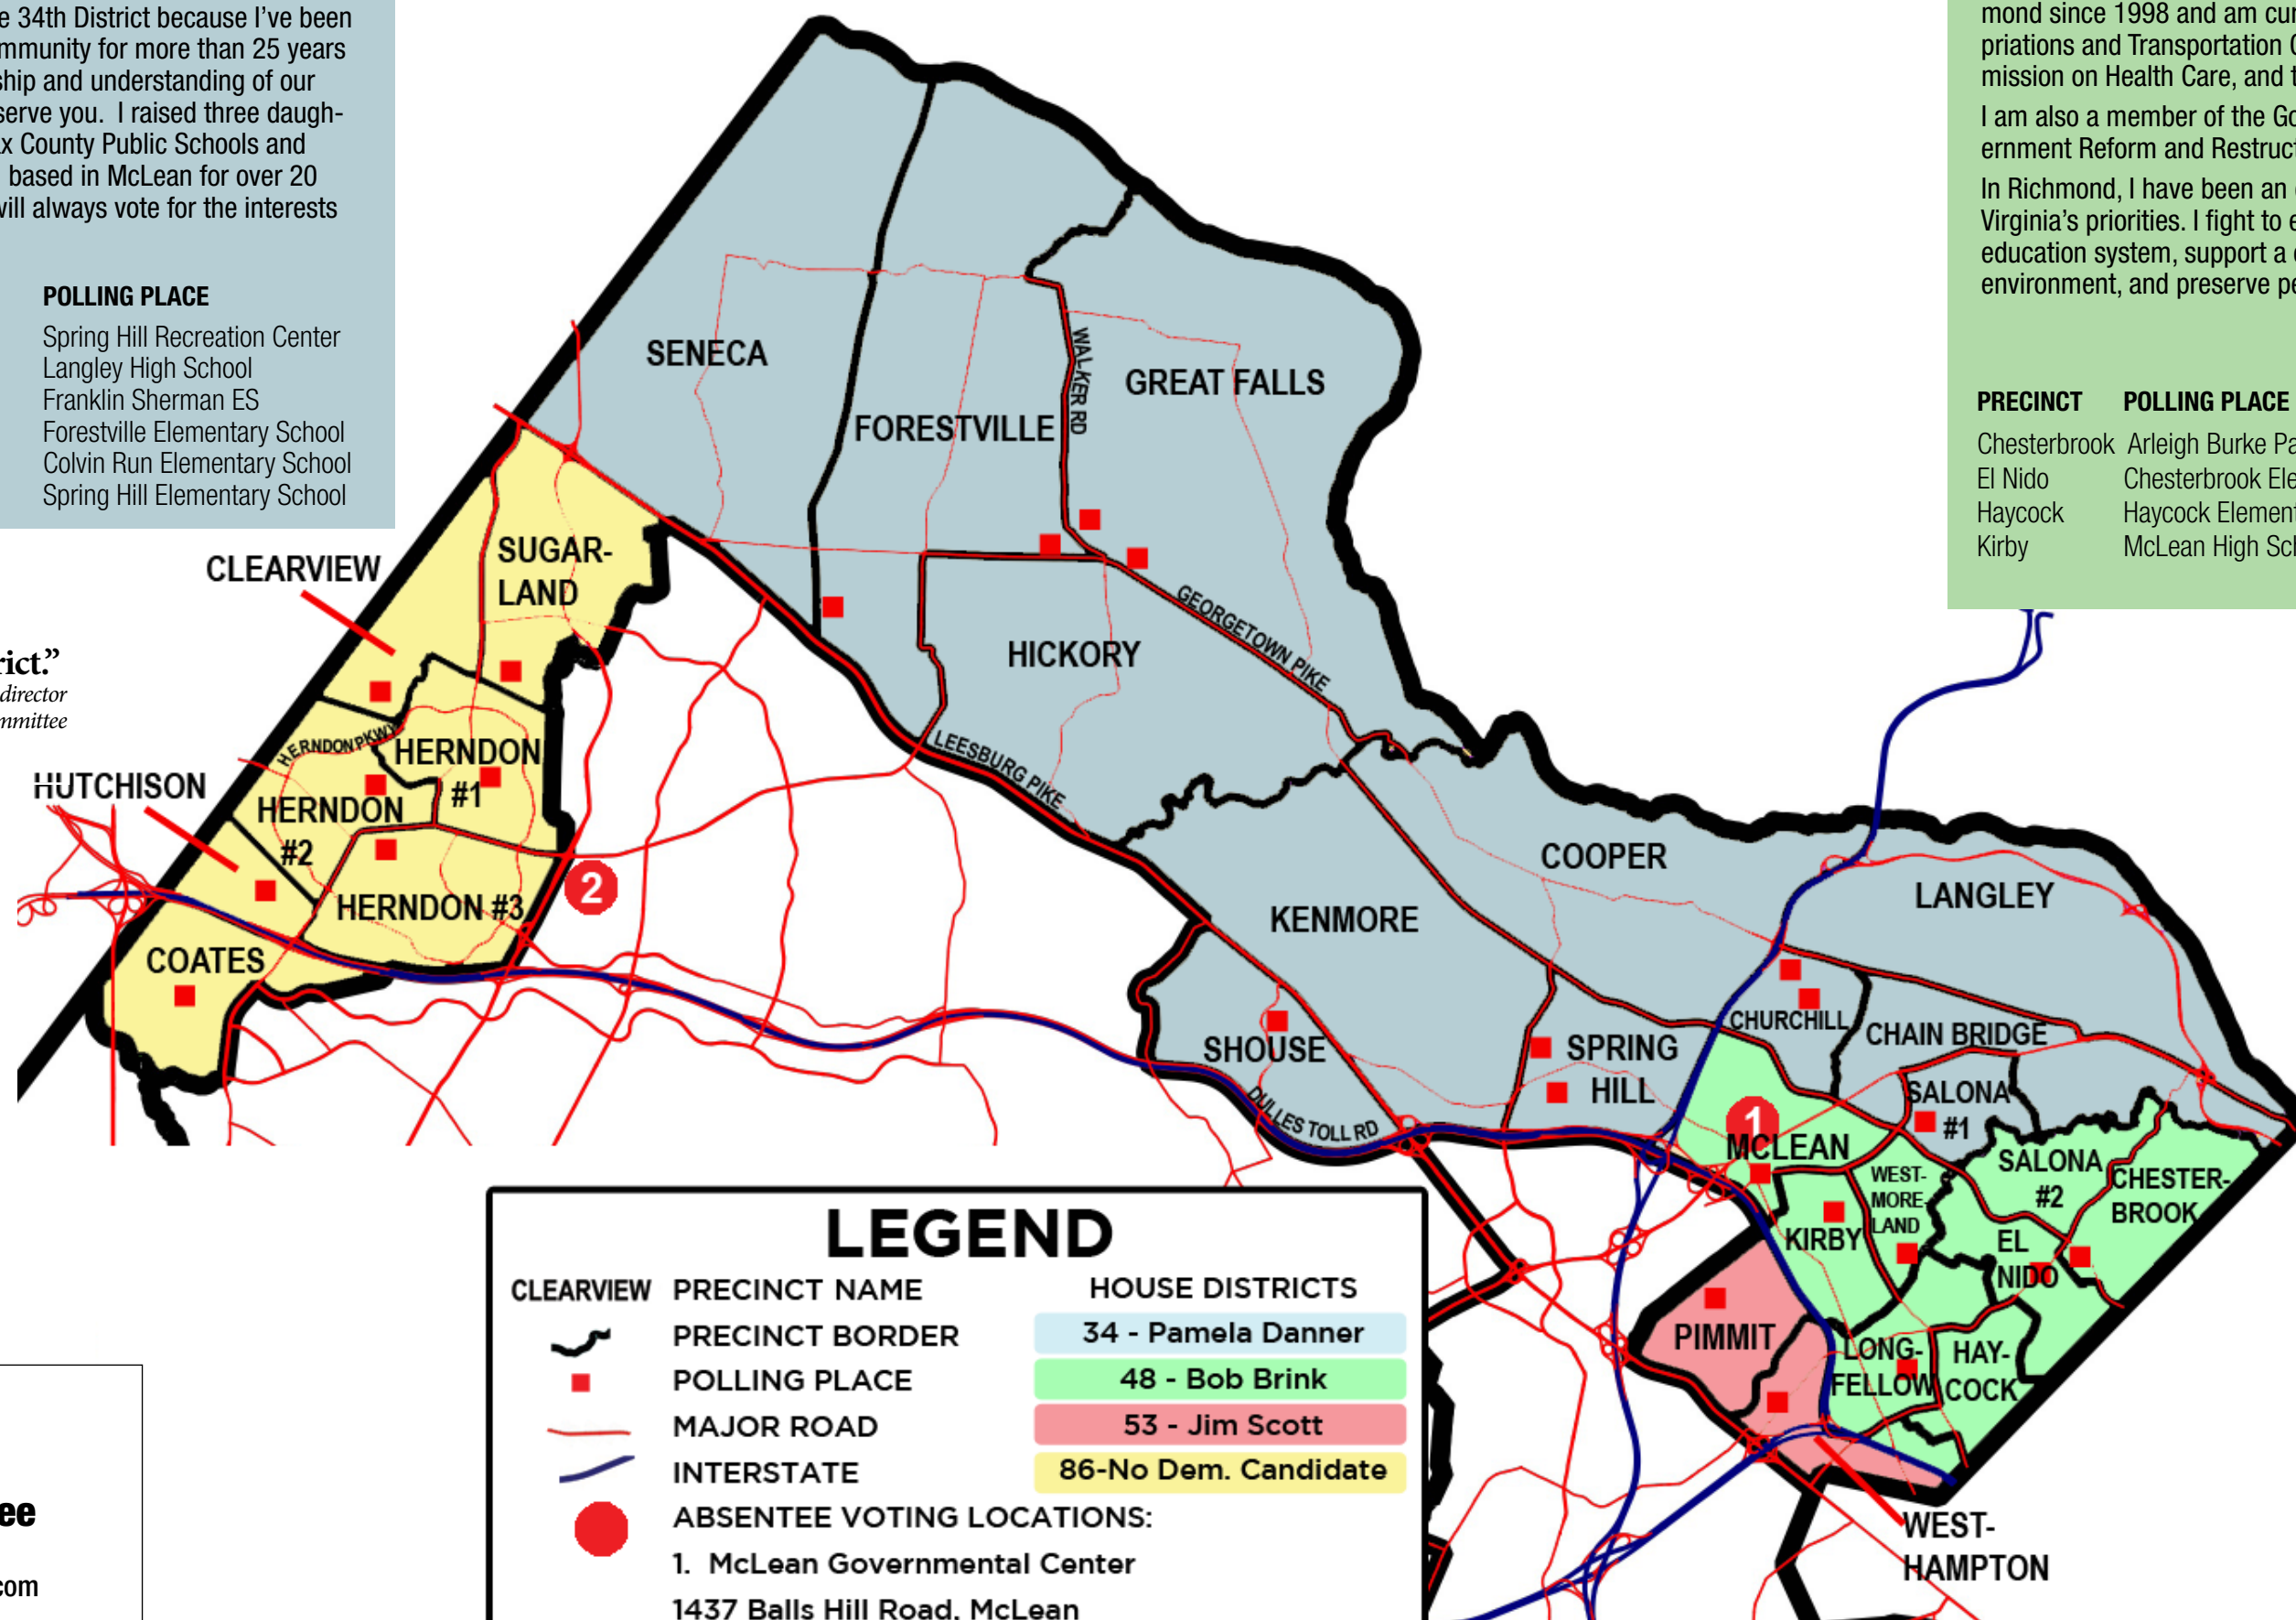 e 34th District because I’ve been
mmunity for more than 25 years
ship and understanding of our
serve you. I raised three daugh-
x County Public Schools and
based in McLean for over 20
will always vote for the interests
POLLING PLACE
Spring Hill Recreation Center
Langley High School
Franklin Sherman ES
Forestville Elementary School
Colvin Run Elementary School
Spring Hill Elementary School
rict.”
director
mmittee
ee
com
mond since 1998 and am cur
priations and Transportation C
mission on Health Care, and t
I am also a member of the Go
ernment Reform and Restruct
In Richmond, I have been an
Virginia’s priorities. I fight to e
education system, support a
environment, and preserve pe
PRECINCT POLLING PLACE
Chesterbrook Arleigh Burke Pa
El Nido Chesterbrook Ele
Haycock Haycock Element
Kirby McLean High Sch
SENECA
FORESTVILLE
WALKER RD
GREAT FALLS
CLEARVIEW
SUGAR-
LAND
HICKORY
GEORGETOWN PIKE
LEESBURG PIKE
HERNDON PKWY
HERNDON
#1
HUTCHISON
HERNDON
#2
HERNDON #3
2
COATES
COOPER
LANGLEY
KENMORE
CHURCHILL
CHAIN BRIDGE
SHOUSE
SPRING
HILL
DULLES TOLL RD
SALONA
#1
1
MCLEAN
SALONA
#2
WEST-
MORE-
LAND
CHESTER-
BROOK
KIRBY
EL
NIDO
PIMMIT
LONG-
FELLOW
HAY-
COCK
WEST-
HAMPTON
LEGEND
CLEARVIEW PRECINCT NAME
PRECINCT BORDER
POLLING PLACE
MAJOR ROAD
INTERSTATE
HOUSE DISTRICTS
34 - Pamela Danner
48 - Bob Brink
53 - Jim Scott
86-No Dem. Candidate
ABSENTEE VOTING LOCATIONS:
1. McLean Governmental Center
1437 Balls Hill Road, McLean